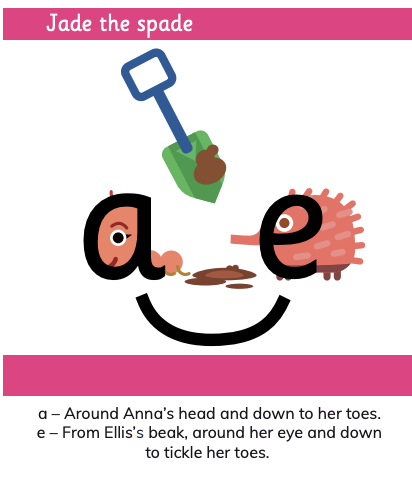 Jade the spade
a e
a – Around Anna's head and down to her toes.
e – From Ellis's beak, around her eye and down
to tickle her toes.